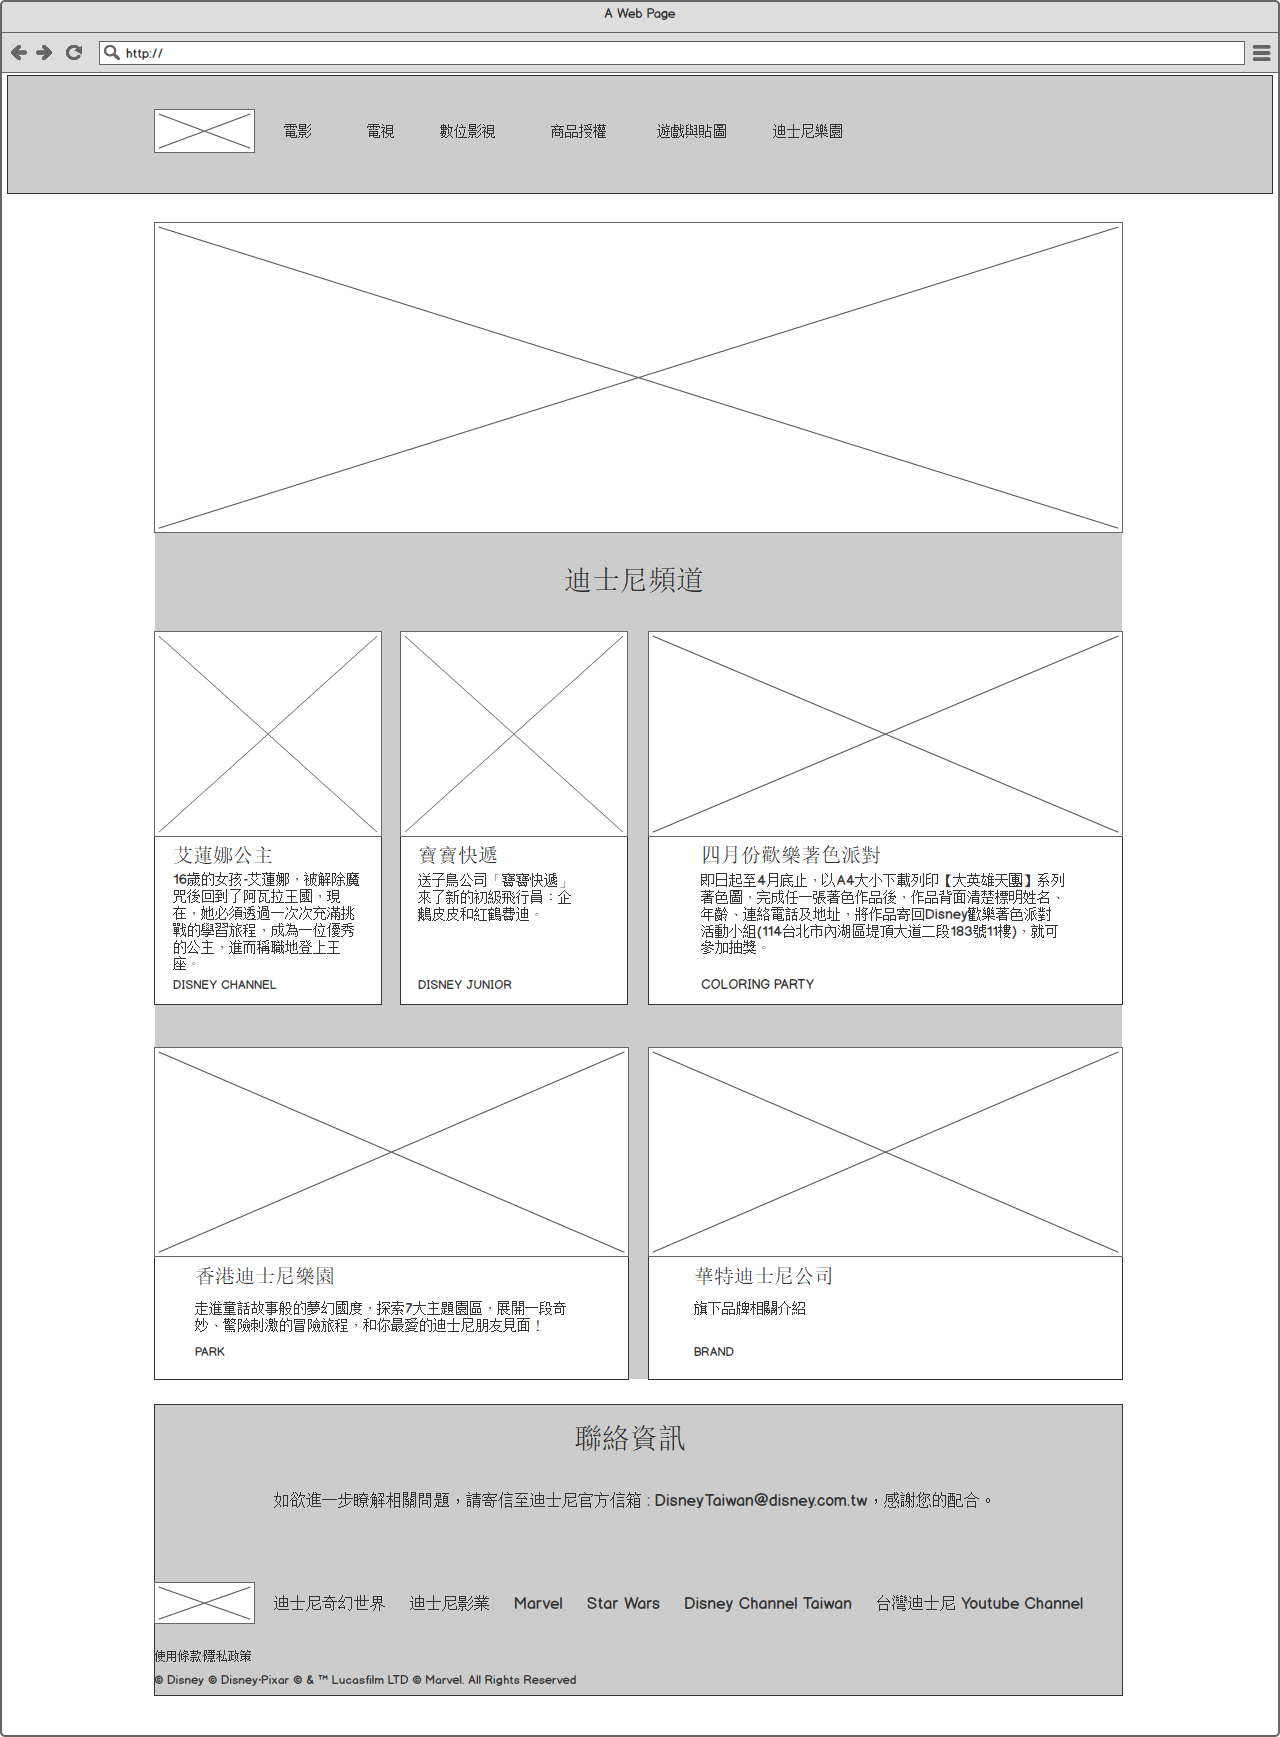 A Web Page
http://
電影 電視 數位影視 商品授權 遊戲與貼圖 迪士尼樂園
迪士尼頻道
艾蓮娜公主
16歲的女孩-艾蓮娜，被解除魔
咒後回到了阿瓦拉王國，現
在，她必須透過一次次充滿挑
戰的學習旅程，成為一位優秀
的公主，進而稱職地登上王
座。
DISNEY CHANNEL
寶寶快遞
送子鳥公司「寶寶快遞」
來了新的初級飛行員：企
鵝皮皮和紅鶴費迪。
DISNEY JUNIOR
四月份歡樂著色派對
即日起至4月底止，以A4大小下載列印【大英雄天團】系列
著色圖，完成任一張著色作品後，作品背面清楚標明姓名、
年齡、連絡電話及地址，將作品寄回Disney歡樂著色派對
活動小組(114台北市內湖區堤頂大道二段183號11樓)，就可
參加抽獎。
COLORING PARTY
香港迪士尼樂園
走進童話故事般的夢幻國度，探索7大主題園區，展開一段奇
妙、驚險刺激的冒險旅程，和你最愛的迪士尼朋友見面！
PARK
華特迪士尼公司
旗下品牌相關介紹
BRAND
聯絡資訊
如欲進一步瞭解相關問題，請寄信至迪士尼官方信箱 : DisneyTaiwan@disney.com.tw，感謝您的配合。
迪士尼奇幻世界 迪士尼影業 Marvel Star Wars Disney Channel Taiwan 台灣迪士尼 Youtube Channel
使用條款 隱私政策
© Disney © Disney•Pixar © & ™ Lucasfilm LTD © Marvel. All Rights Reserved